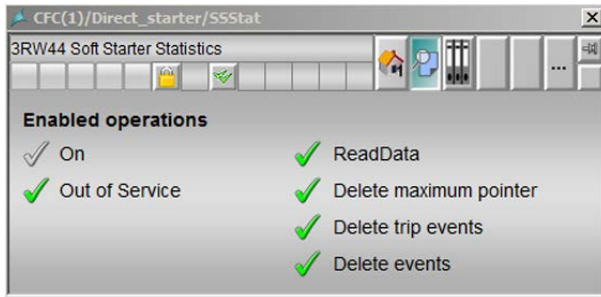 CFC(1)/Direct_starter/SSStat
3RW44 Soft Starter Statistics
...
Enabled operations
On
ReadData
Out of Service
Delete maximum pointer
Delete trip events
Delete events